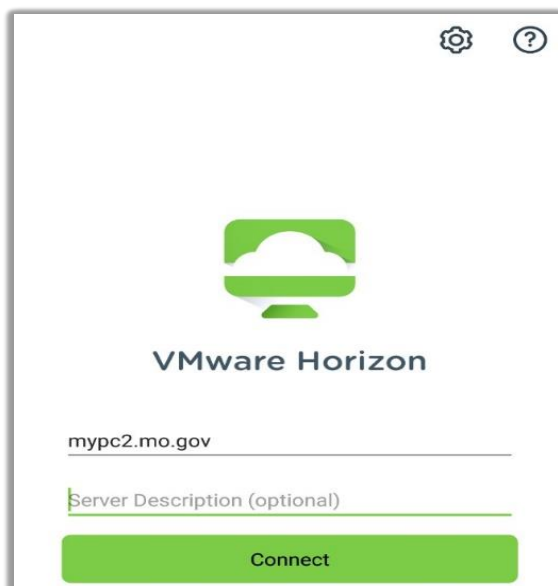 ?
VMware Horizon
mypc2.mo.gov
Server Description (optional)
Connect